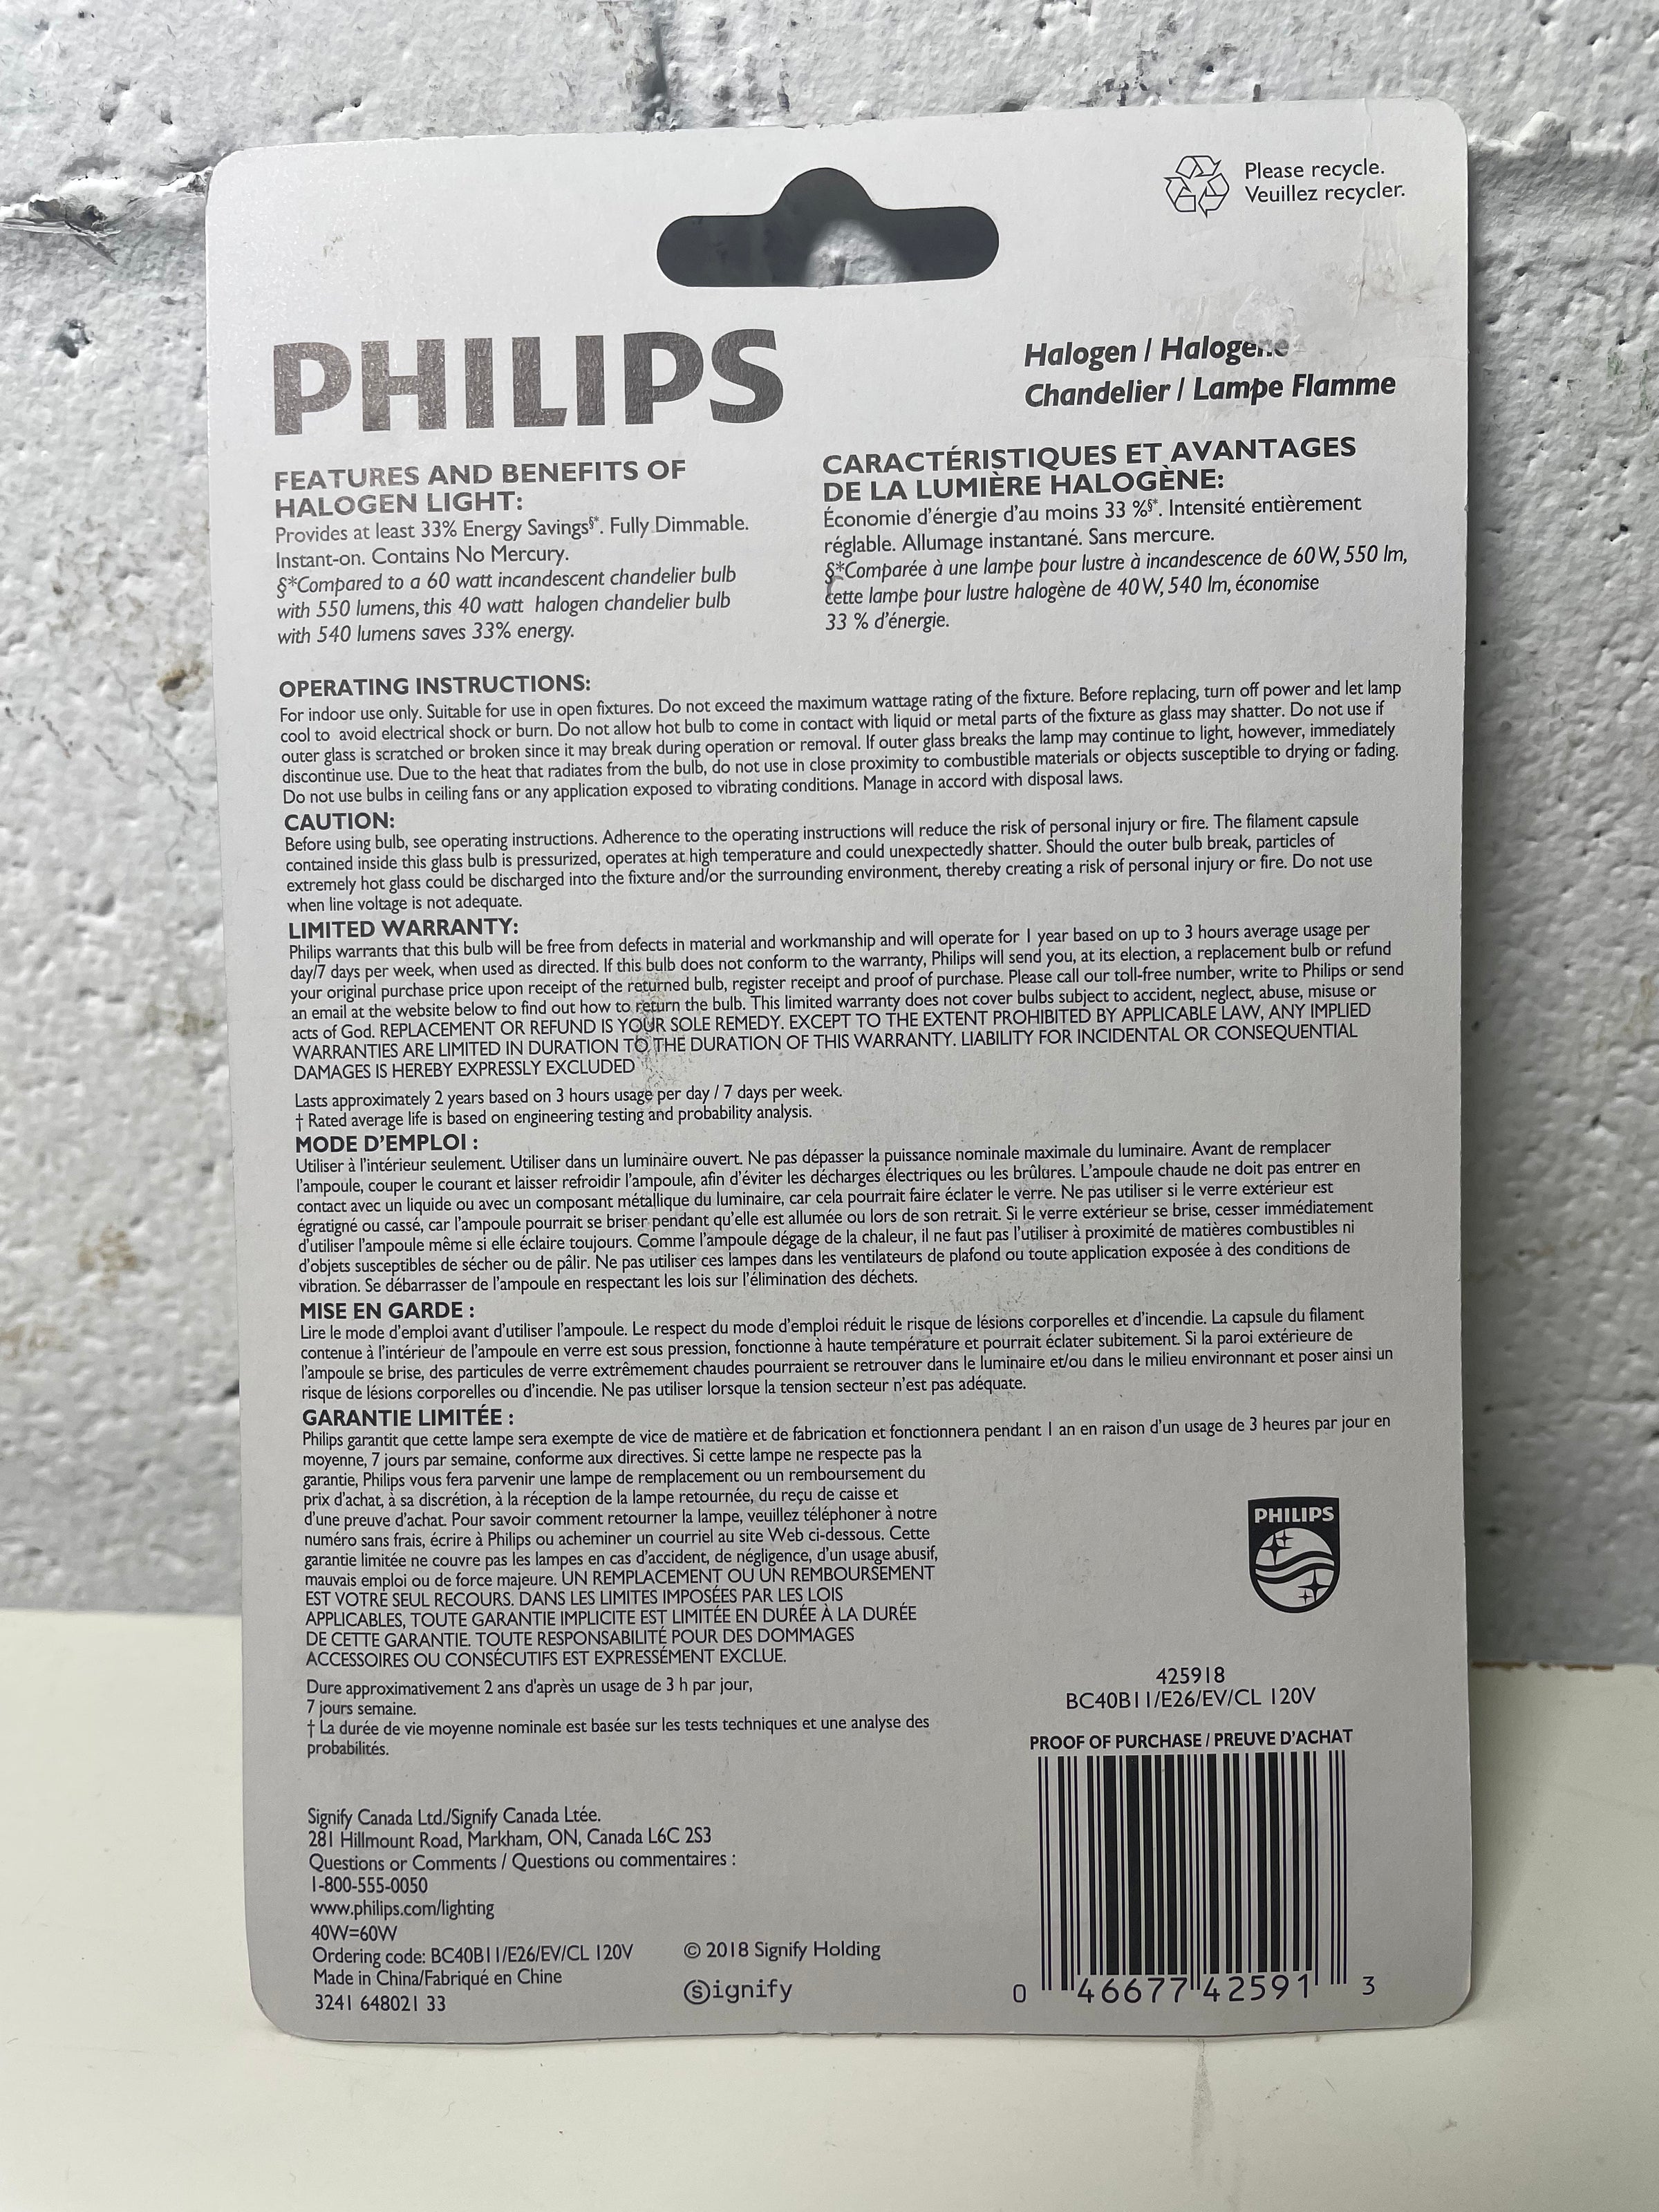 Please recycle.
Veuillez recycler.
PHILIPS
Halogen / Halogène
Chandelier / Lampe Flamme
FEATURES AND BENEFITS OF
HALOGEN LIGHT:
Provides at least 33% Energy Savings§*. Fully Dimmable.
Instant-on. Contains No Mercury.
§*Compared to a 60 watt incandescent chandelier bulb
with 550 lumens, this 40 watt halogen chandelier bulb
with 540 lumens saves 33% energy.
CARACTÉRISTIQUES ET AVANTAGES
DE LA LUMIÈRE HALOGÈNE:
Économie d'énergie d'au moins 33 %§*. Intensité entièrement
réglable. Allumage instantané. Sans mercure.
§*Comparée à une lampe pour lustre à incandescence de 60 W, 550 lm,
cette lampe pour lustre halogène de 40 W, 540 lm, économise
33 % d'énergie.
OPERATING INSTRUCTIONS:
For indoor use only. Suitable for use in open fixtures. Do not exceed the maximum wattage rating of the fixture. Before replacing, turn off power and let lamp
cool to avoid electrical shock or burn. Do not allow hot bulb to come in contact with liquid or metal parts of the fixture as glass may shatter. Do not use if
outer glass is scratched or broken since it may break during operation or removal. If outer glass breaks the lamp may continue to light, however, immediately
discontinue use. Due to the heat that radiates from the bulb, do not use in close proximity to combustible materials or objects susceptible to drying or fading.
Do not use bulbs in ceiling fans or any application exposed to vibrating conditions. Manage in accord with disposal laws.
CAUTION:
Before using bulb, see operating instructions. Adherence to the operating instructions will reduce the risk of personal injury or fire. The filament capsule
contained inside this glass bulb is pressurized, operates at high temperature and could unexpectedly shatter. Should the outer bulb break, particles of
extremely hot glass could be discharged into the fixture and/or the surrounding environment, thereby creating a risk of personal injury or fire. Do not use
when line voltage is not adequate.
LIMITED WARRANTY:
Philips warrants that this bulb will be free from defects in material and workmanship and will operate for 1 year based on up to 3 hours average usage per
day/7 days per week, when used as directed. If this bulb does not conform to the warranty, Philips will send you, at its election, a replacement bulb or refund
your original purchase price upon receipt of the returned bulb, register receipt and proof of purchase. Please call our toll-free number, write to Philips or send
an email at the website below to find out how to return the bulb. This limited warranty does not cover bulbs subject to accident, neglect, abuse, misuse or
acts of God. REPLACEMENT OR REFUND IS YOUR SOLE REMEDY. EXCEPT TO THE EXTENT PROHIBITED BY APPLICABLE LAW, ANY IMPLIED
WARRANTIES ARE LIMITED IN DURATION TO THE DURATION OF THIS WARRANTY. LIABILITY FOR INCIDENTAL OR CONSEQUENTIAL
DAMAGES IS HEREBY EXPRESSLY EXCLUDED
Lasts approximately 2 years based on 3 hours usage per day / 7 days per week.
† Rated average life is based on engineering testing and probability analysis.
MODE D'EMPLOI :
Utiliser à l'intérieur seulement. Utiliser dans un luminaire ouvert. Ne pas dépasser la puissance nominale maximale du luminaire. Avant de remplacer
l'ampoule, couper le courant et laisser refroidir l'ampoule, afin d'éviter les décharges électriques ou les brûlures. L'ampoule chaude ne doit pas entrer en
contact avec un liquide ou avec un composant métallique du luminaire, car cela pourrait faire éclater le verre. Ne pas utiliser si le verre extérieur est
égratigné ou cassé, car l'ampoule pourrait se briser pendant qu'elle est allumée ou lors de son retrait. Si le verre extérieur se brise, cesser immédiatement
d'utiliser l'ampoule même si elle éclaire toujours. Comme l'ampoule dégage de la chaleur, il ne faut pas l'utiliser à proximité de matières combustibles ni
d'objets susceptibles de sécher ou de pâlir. Ne pas utiliser ces lampes dans les ventilateurs de plafond ou toute application exposée à des conditions de
vibration. Se débarrasser de l'ampoule en respectant les lois sur l'élimination des déchets.
MISE EN GARDE :
Lire le mode d'emploi avant d'utiliser l'ampoule. Le respect du mode d'emploi réduit le risque de lésions corporelles et d'incendie. La capsule du filament
contenue à l'intérieur de l'ampoule en verre est sous pression, fonctionne à haute température et pourrait éclater subitement. Si la paroi extérieure de
l'ampoule se brise, des particules de verre extrêmement chaudes pourraient se retrouver dans le luminaire et/ou dans le milieu environnant et poser ainsi un
risque de lésions corporelles ou d'incendie. Ne pas utiliser lorsque la tension secteur n'est pas adéquate.
GARANTIE LIMITÉE :
Philips garantit que cette lampe sera exempte de vice de matière et de fabrication et fonctionnera pendant 1 an en raison d'un usage de 3 heures par jour en
moyenne, 7 jours par semaine, conforme aux directives. Si cette lampe ne respecte pas la
garantie, Philips vous fera parvenir une lampe de remplacement ou un remboursement du
prix d'achat, à sa discrétion, à la réception de la lampe retournée, du reçu de caisse et
d'une preuve d'achat. Pour savoir comment retourner la lampe, veuillez téléphoner à notre
numéro sans frais, écrire à Philips ou acheminer un courriel au site Web ci-dessous. Cette
garantie limitée ne couvre pas les lampes en cas d'accident, de négligence, d'un usage abusif,
mauvais emploi ou de force majeure. UN REMPLACEMENT OU UN REMBOURSEMENT
EST VOTRE SEUL RECOURS. DANS LES LIMITES IMPOSÉES PAR LES LOIS
APPLICABLES, TOUTE GARANTIE IMPLICITE EST LIMITÉE EN DURÉE À LA DURÉE
DE CETTE GARANTIE. TOUTE RESPONSABILITÉ POUR DES DOMMAGES
ACCESSOIRES OU CONSÉCUTIFS EST EXPRESSÉMENT EXCLUE.
Dure approximativement 2 ans d'après un usage de 3 h par jour,
7 jours semaine.
† La durée de vie moyenne nominale est basée sur les tests techniques et une analyse des
probabilités.
PHILIPS
425918
BC40B11/E26/EV/CL 120V
PROOF OF PURCHASE / PREUVE D'ACHAT
0 46677 42591 3
Signify Canada Ltd./Signify Canada Ltée.
281 Hillmount Road, Markham, ON, Canada L6C 2S3
Questions or Comments / Questions ou commentaires :
1-800-555-0050
www.philips.com/lighting
40W=60W
Ordering code: BC40B11/E26/EV/CL 120V
Made in China/Fabriqué en Chine
3241 648021 33
© 2018 Signify Holding
Signify